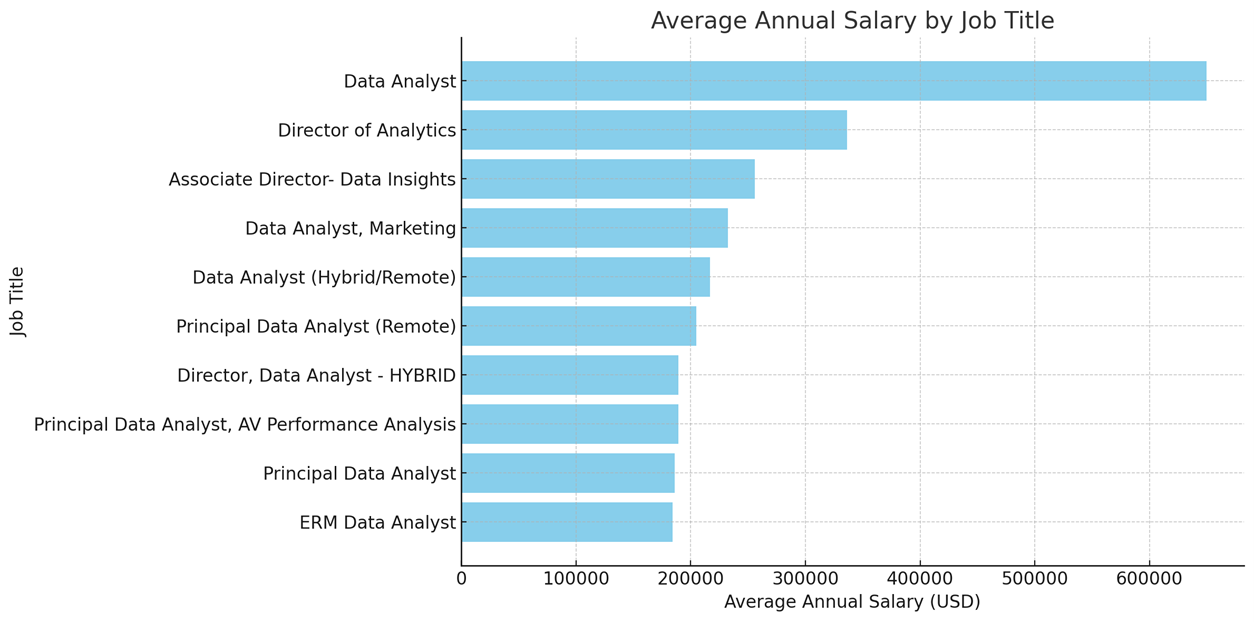 Average Annual Salary by Job Title
Job Title
Data Analyst
Director of Analytics
Associate Director- Data Insights
Data Analyst, Marketing
Data Analyst (Hybrid/Remote)
Principal Data Analyst (Remote)
Director, Data Analyst - HYBRID
Principal Data Analyst, AV Performance Analysis
Principal Data Analyst
ERM Data Analyst
0 100000 200000 300000 400000 500000 600000
Average Annual Salary (USD)